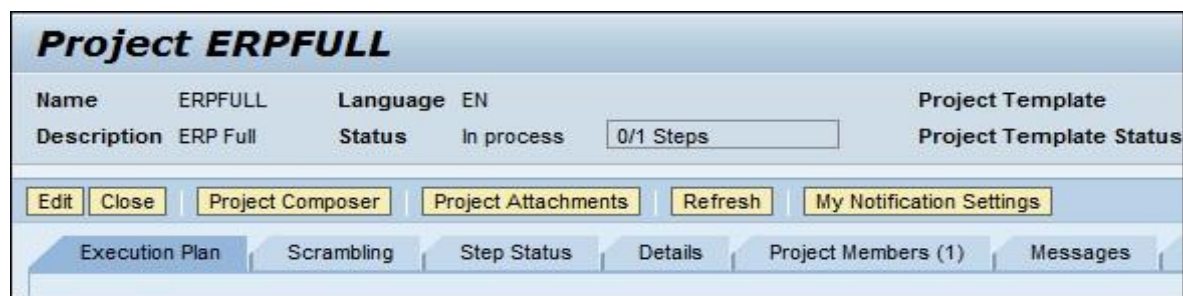 Project ERPFULL
Name ERPFULL Language EN Project Template
Description ERP Full Status In process 0/1 Steps Project Template Status
Edit Close Project Composer Project Attachments Refresh My Notification Settings
Execution Plan Scrambling Step Status Details Project Members (1) Messages